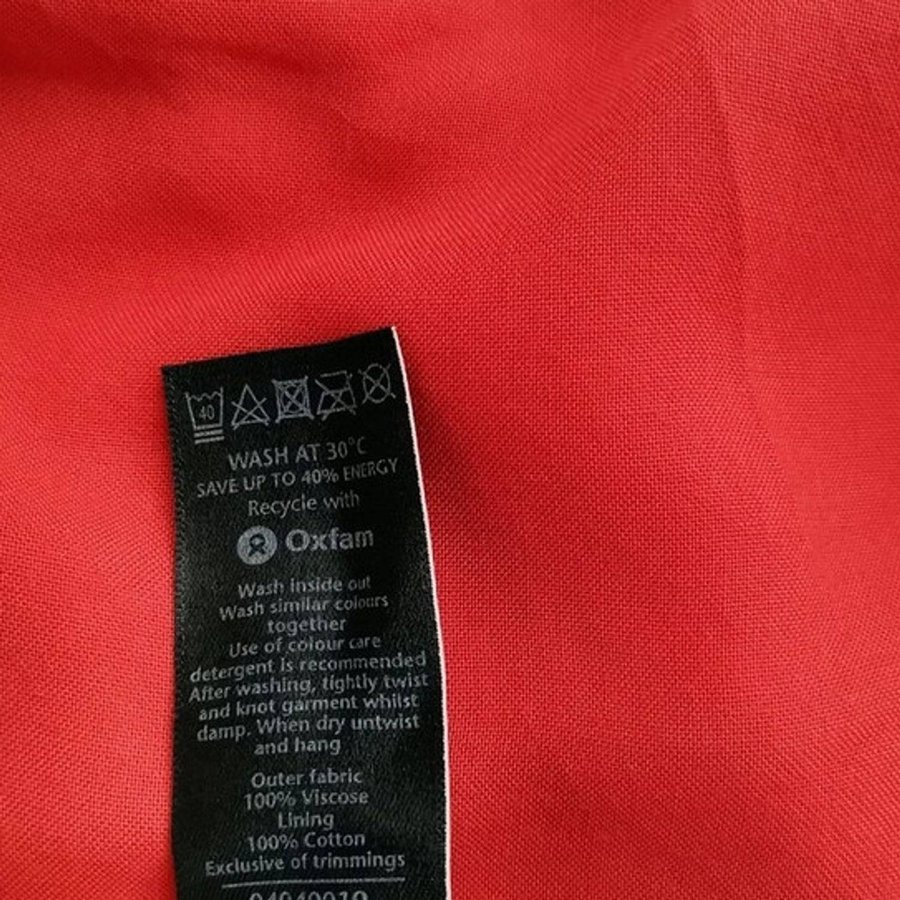 40
WASH AT 30°C
SAVE UP TO 40% ENERGY
Recycle with
Oxfam
Wash inside out
Wash similar colours
together
Use of colour care
detergent is recommended
After washing, tightly twist
and knot garment whilst
damp. When dry untwist
and hang
Outer fabric
100% Viscose
Lining
100% Cotton
Exclusive of trimmings